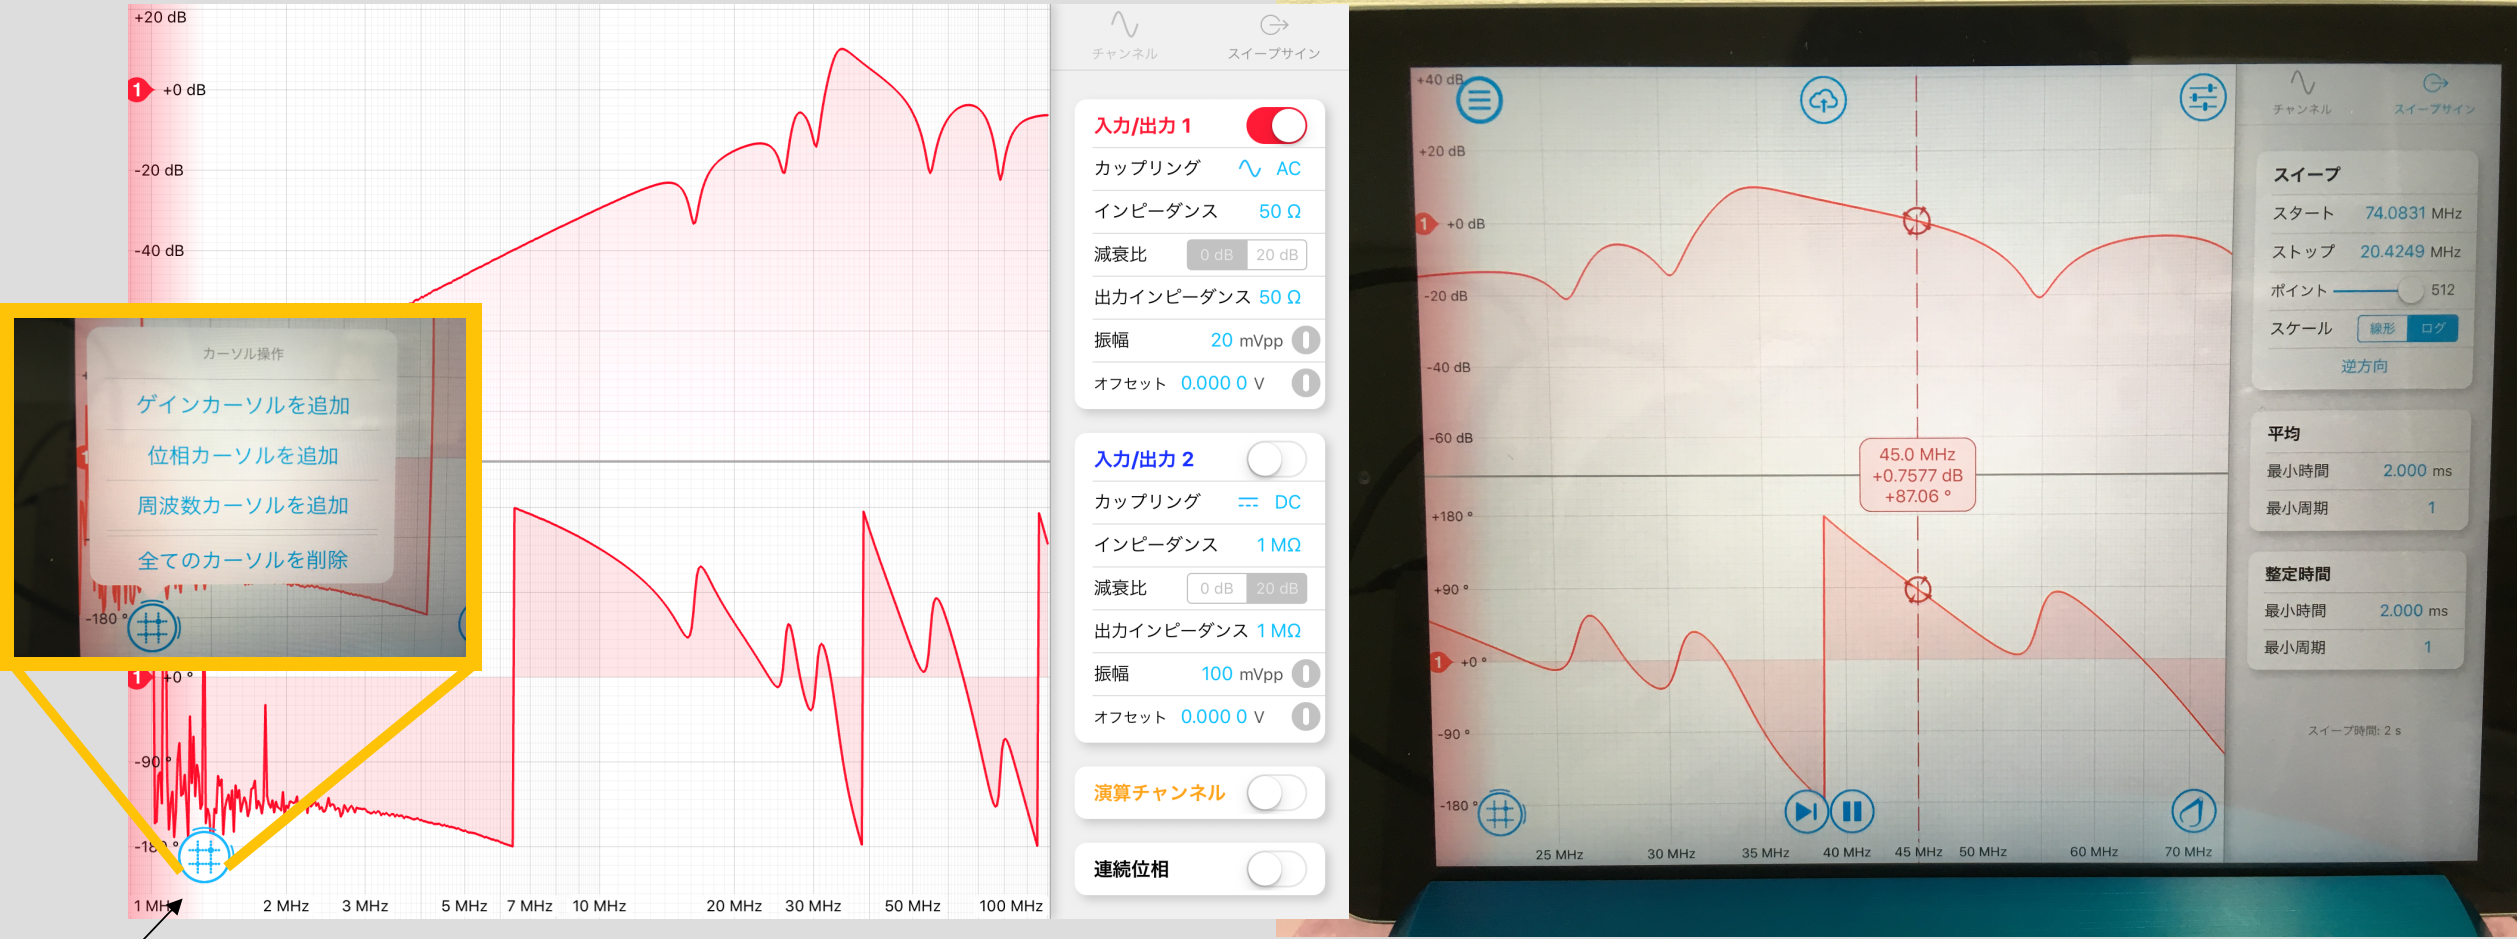 +20 dB
1
+0 dB
-20 dB
-40 dB
カーソル操作
ゲインカーソルを追加
位相カーソルを追加
周波数カーソルを追加
全てのカーソルを削除
1
-180 °
1
+0 °
-90 °
-180 °
1 MHz
2 MHz
3 MHz
5 MHz
7 MHz
10 MHz
20 MHz
30 MHz
50 MHz
100 MHz
チャンネル
スイープサイン
入力/出力 1
カップリング AC
インピーダンス 50 Ω
減衰比 0 dB 20 dB
出力インピーダンス 50 Ω
振幅 20 mVpp
オフセット 0.000 0 V
入力/出力 2
カップリング DC
インピーダンス 1 MΩ
減衰比 0 dB 20 dB
出力インピーダンス 1 MΩ
振幅 100 mVpp
オフセット 0.000 0 V
演算チャンネル
連続位相
+40 dB
+20 dB
1
+0 dB
-20 dB
-40 dB
-60 dB
45.0 MHz
+0.7577 dB
+87.06 °
+180 °
+90 °
1
+0 °
-90 °
-180 °
25 MHz
30 MHz
35 MHz
40 MHz
45 MHz
50 MHz
60 MHz
70 MHz
チャンネル
スイープサイン
スイープ
スタート 74.0831 MHz
ストップ 20.4249 MHz
ポイント 512
スケール 線形 ログ
逆方向
平均
最小時間 2.000 ms
最小周期 1
整定時間
最小時間 2.000 ms
最小周期 1
スイープ時間: 2 s